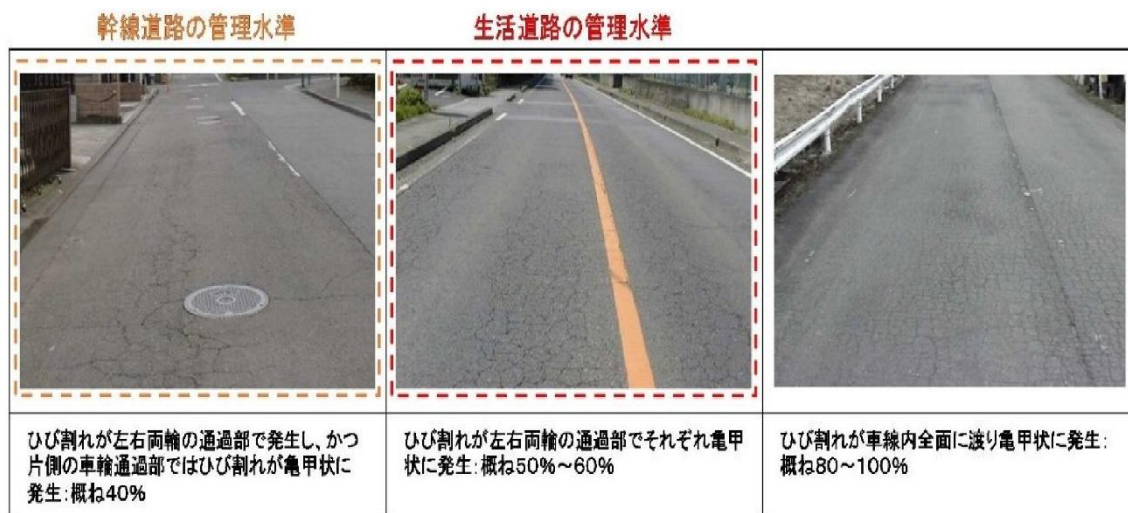 幹線道路の管理水準
生活道路の管理水準
ひび割れが左右両輪の通過部で発生し、かつ
片側の車輪通過部ではひび割れが亀甲状に
発生:概ね40%
ひび割れが左右両輪の通過部でそれぞれ亀甲
状に発生:概ね50%~60%
ひび割れが車線内全面に渡り亀甲状に発生:
概ね80~100%